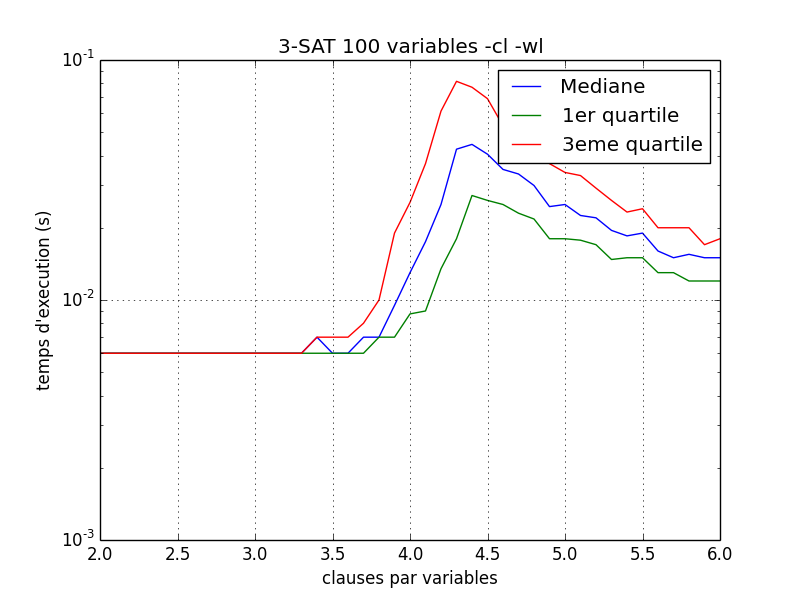 3-SAT 100 variables -cl -wl
Mediane
1er quartile
3eme quartile
temps d'execution (s)
10^-1
10^-2
10^-3
2.0 2.5 3.0 3.5 4.0 4.5 5.0 5.5 6.0
clauses par variables